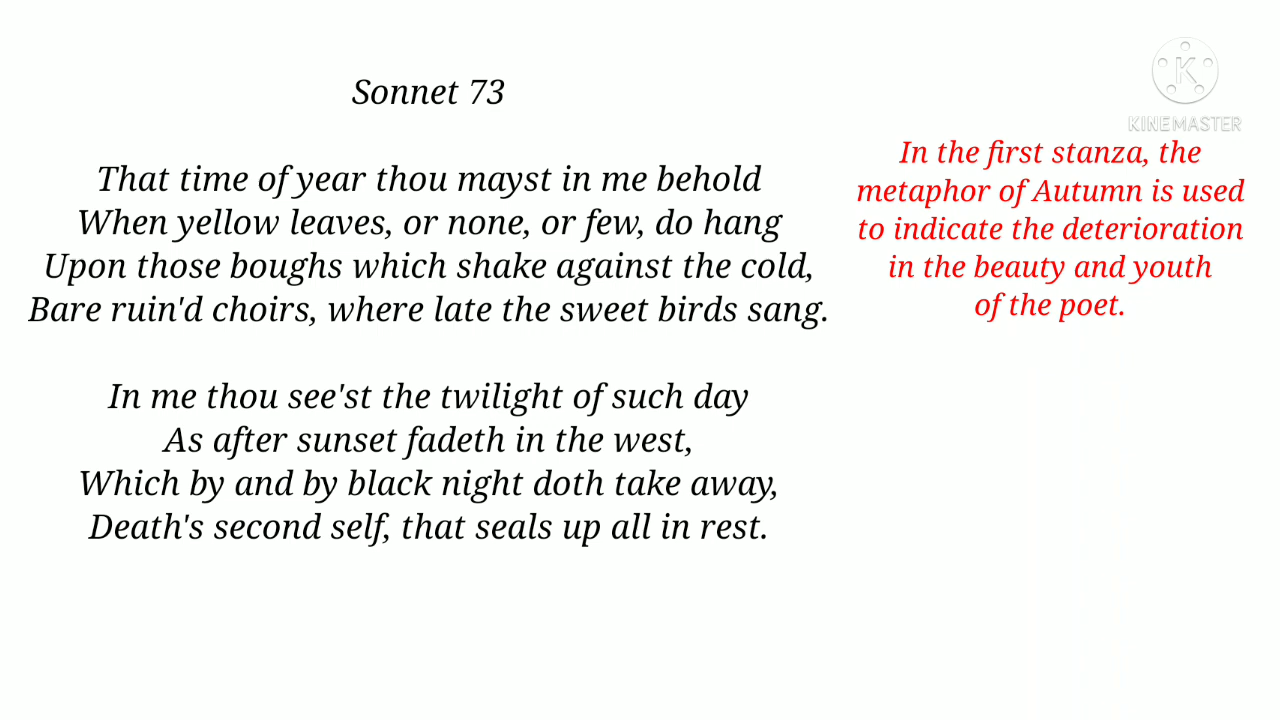 Sonnet 73
That time of year thou mayst in me behold
When yellow leaves, or none, or few, do hang
Upon those boughs which shake against the cold,
Bare ruin'd choirs, where late the sweet birds sang.
In me thou see'st the twilight of such day
As after sunset fadeth in the west,
Which by and by black night doth take away,
Death's second self, that seals up all in rest.
K
KINEMASTER
In the first stanza, the
metaphor of Autumn is used
to indicate the deterioration
in the beauty and youth
of the poet.